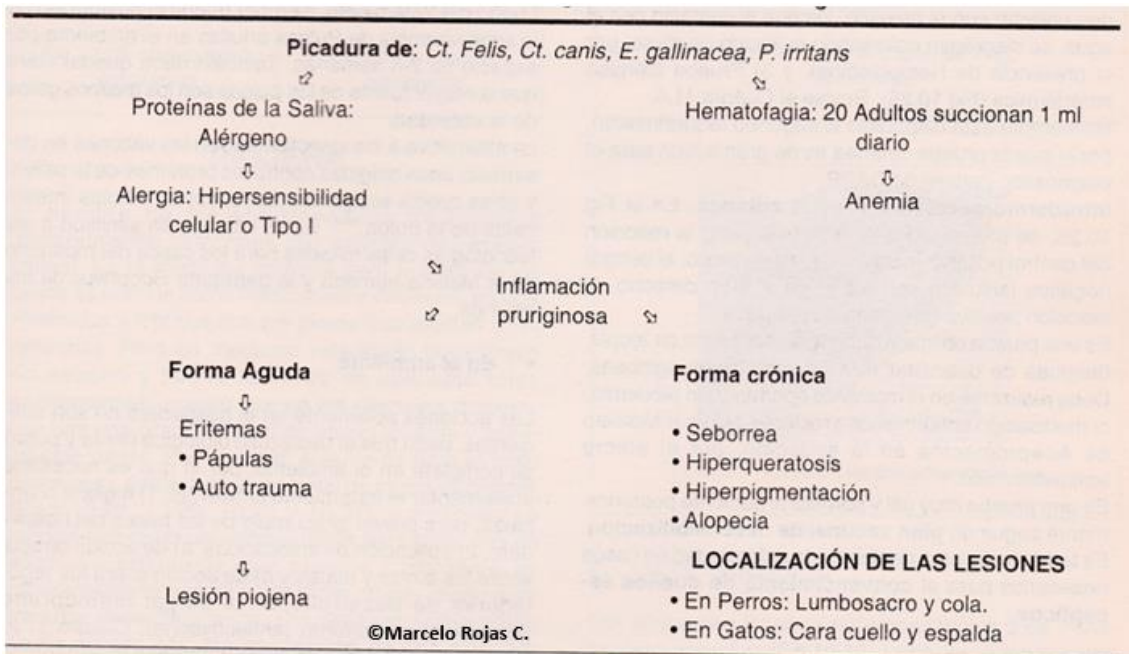 Picadura de: Ct. Felis, Ct. canis, E. gallinacea, P. irritans
Proteínas de la Saliva:
Alérgeno
Alergia: Hipersensibilidad
celular o Tipo I
Hematofagia: 20 Adultos succionan 1 ml
diario
Anemia
Inflamación
pruriginosa
Forma Aguda
Eritemas
• Pápulas
• Auto trauma
Lesión piojena
Forma crónica
• Seborrea
• Hiperqueratosis
• Hiperpigmentación
• Alopecia
LOCALIZACIÓN DE LAS LESIONES
• En Perros: Lumbosacro y cola.
• En Gatos: Cara cuello y espalda
©Marcelo Rojas C.